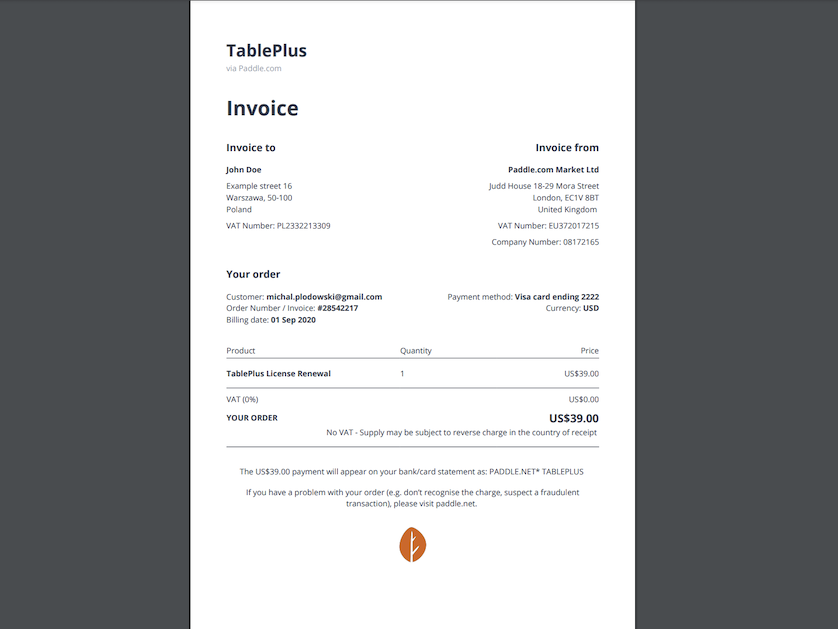 TablePlus
via Paddle.com
Invoice
Invoice to
Invoice from
John Doe
Paddle.com Market Ltd
Example street 16
Judd House 18-29 Mora Street
Warszawa, 50-100
London, EC1V 8BT
Poland
United Kingdom
VAT Number: PL2332213309
VAT Number: EU372017215
Company Number: 08172165
Your order
Customer: michal.plodowski@gmail.com
Payment method: Visa card ending 2222
Order Number / Invoice: #28542217
Currency: USD
Billing date: 01 Sep 2020
Product Quantity Price
TablePlus License Renewal 1 US$39.00
VAT (0%) US$0.00
YOUR ORDER US$39.00
No VAT - Supply may be subject to reverse charge in the country of receipt
The US$39.00 payment will appear on your bank/card statement as: PADDLE.NET* TABLEPLUS
If you have a problem with your order (e.g. don't recognise the charge, suspect a fraudulent
transaction), please visit paddle.net.